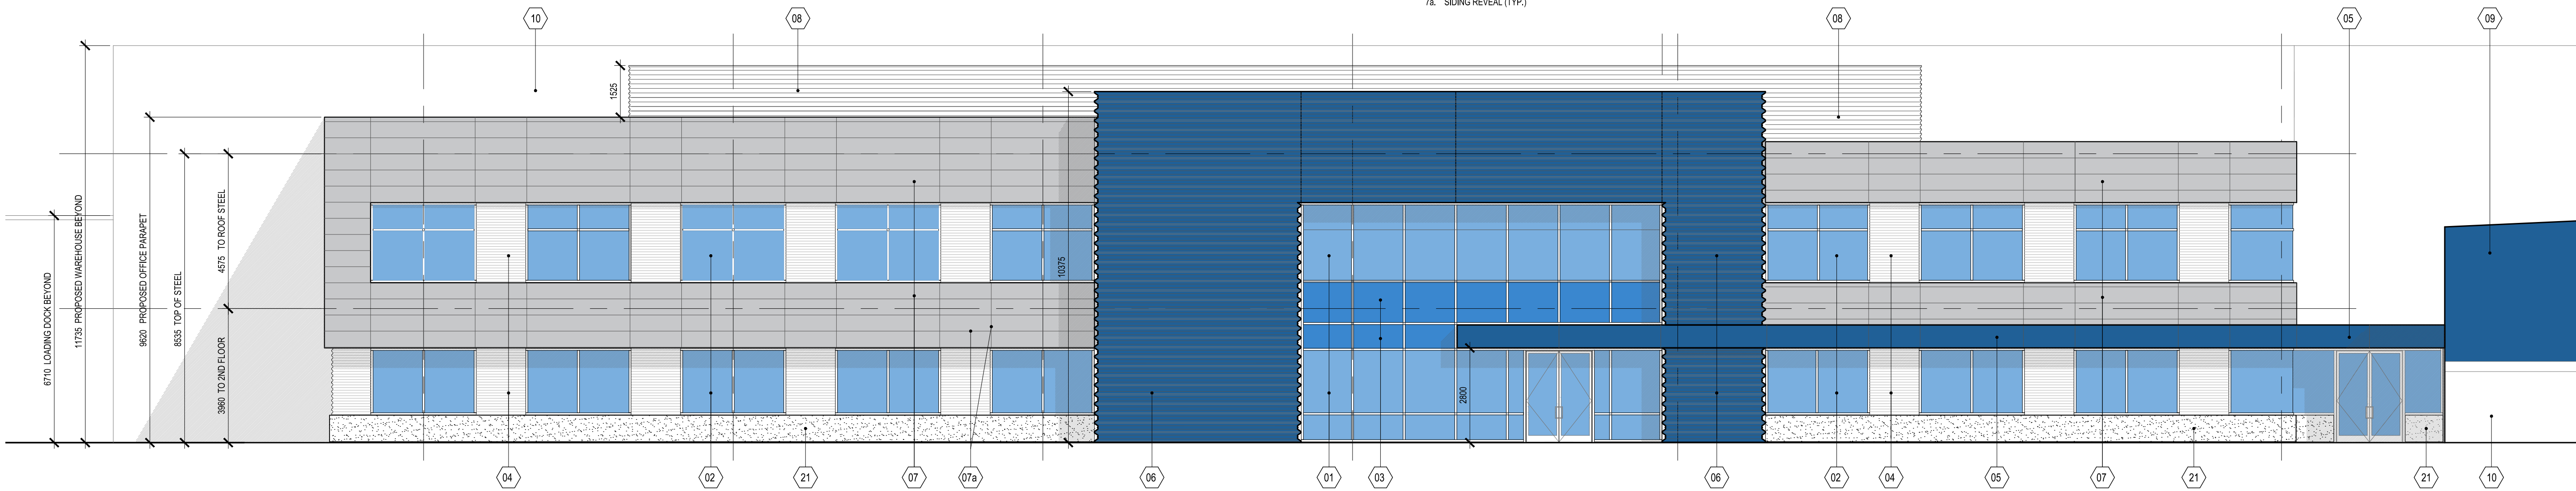 7a. SIDING REVEAL (TYP.)
10
08
08
05
09
1525
6710 LOADING DOCK BEYOND
11735 PROPOSED WAREHOUSE BEYOND
9620 PROPOSED OFFICE PARAPET
8535 TOP OF STEEL
4575 TO ROOF STEEL
3960 TO 2ND FLOOR
10375
2800
04
02
21
07
07a
06
01
03
06
02
04
05
07
21
21
10